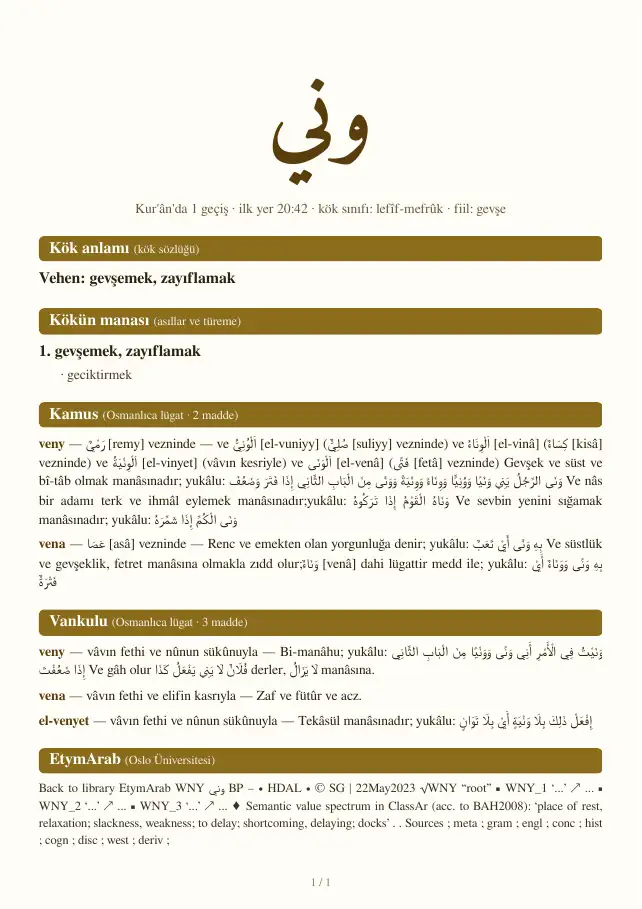 وني
Kur'ân'da 1 geçiş · ilk yer 20:42 · kök sınıfı: lefîf-mefrûk · fiil: gevşe
Kök anlamı (kök sözlüğü)
Vehen: gevşemek, zayıflamak
Kökün manası (asıllar ve türeme)
1. gevşemek, zayıflamak
· geciktirmek
Kamus (Osmanlıca lügat · 2 madde)
veny — رَمْيٌ [remy] vezninde — ve اَلْوُنِيُّ [el-vuniyy] (صُلِيٌّ [suliyy] vezninde) ve اَلْوِنَاءُ [el-vinâ] (كِسَاءٌ [kisâ]
vezninde) ve اَلْوِنْيَةُ [el-vinyet] (vâvın kesriyle) ve اَلْوَنَى [el-venâ] (فَتًى [fetâ] vezninde) Gevşek ve süst ve
bî-tâb olmak manâsınadır; yukâlu: وَنَى الرَّجُلُ يَنِي وَنْيًا وَوُنِيًّا وَوِنَاءً وَوِنْيَةً وَوَنًى مِنَ الْبَابِ الثَّانِي إِذَا فَتَرَ وَضَعُفَ Ve nâs
bir adamı terk ve ihmâl eylemek manâsınadır;yukâlu: وَنَاهُ الْقَوْمُ إِذَا تَرَكُوهُ Ve sevbin yenini sığamak
manâsınadır; yukâlu: وَنَى الْكُمَّ إِذَا شَمَّرَهُ
vena — عَصَا [asâ] vezninde — Renc ve emekten olan yorgunluğa denir; yukâlu: بِهِ وَنًى أَيْ تَعَبٌ Ve süstlük
ve gevşeklik, fetret manâsına olmakla zıdd olur;وَنَاءٌ [venâ] dahi lügattir medd ile; yukâlu: بِهِ وَنًى وَوَنَاءٌ أَيْ
فَتْرَةٌ
Vankulu (Osmanlıca lügat · 3 madde)
veny — vâvın fethi ve nûnun sükûnuyla — Bi-manâhu; yukâlu: وَنَيْتُ فِي الْأَمْرِ أَنِي وَنًى وَوَنْيًا مِنَ الْبَابِ الثَّانِي
إِذَا ضَعُفْتَ Ve gâh olur فُلَانٌ لَا يَنِي يَفْعَلُ كَذَا derler, لَا يَزَالُ manâsına.
vena — vâvın fethi ve elifin kasrıyla — Zaf ve fütûr ve acz.
el-venyet — vâvın fethi ve nûnun sükûnuyla — Tekâsül manâsınadır; yukâlu: إِفْعَلْ ذَلِكَ بِلَا وَنْيَةٍ أَيْ بِلَا تَوَانٍ
EtymArab (Oslo Üniversitesi)
Back to library EtymArab WNY وني BP – • HDAL • © SG | 22May2023 √WNY “root” ▪ WNY_1 ‘...’ ↗ ... ▪
WNY_2 ‘...’ ↗ ... ▪ WNY_3 ‘...’ ↗ ... ♦ Semantic value spectrum in ClassAr (acc. to BAH2008): ‘place of rest,
relaxation; slackness, weakness; to delay; shortcoming, delaying; docks’ . . Sources ; meta ; gram ; engl ; conc ; hist
; cogn ; disc ; west ; deriv ;
1 / 1